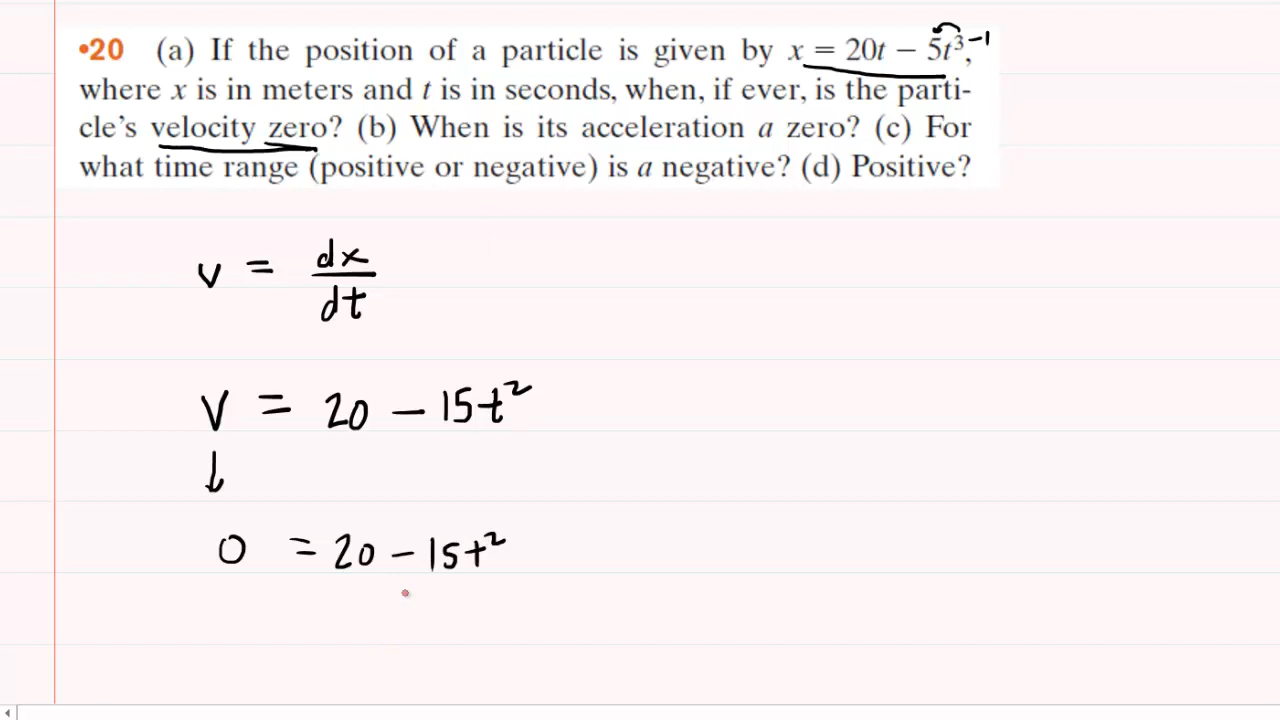 •20 (a) If the position of a particle is given by x = 20t − 5t³, −1
where x is in meters and t is in seconds, when, if ever, is the parti-
cle's velocity zero? (b) When is its acceleration a zero? (c) For
what time range (positive or negative) is a negative? (d) Positive?
v = dx/dt
V = 20 − 15t²
↓
0 = 20 − 15t²